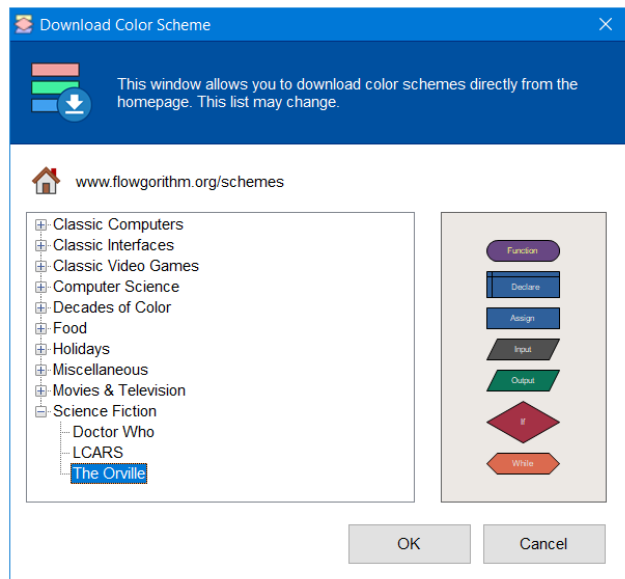 Download Color Scheme
This window allows you to download color schemes directly from the
homepage. This list may change.
www.flowgorithm.org/schemes
Classic Computers
Classic Interfaces
Classic Video Games
Computer Science
Decades of Color
Food
Holidays
Miscellaneous
Movies & Television
Science Fiction
Doctor Who
LCARS
The Orville
Function
Declare
Assign
Input
Output
If
While
OK
Cancel